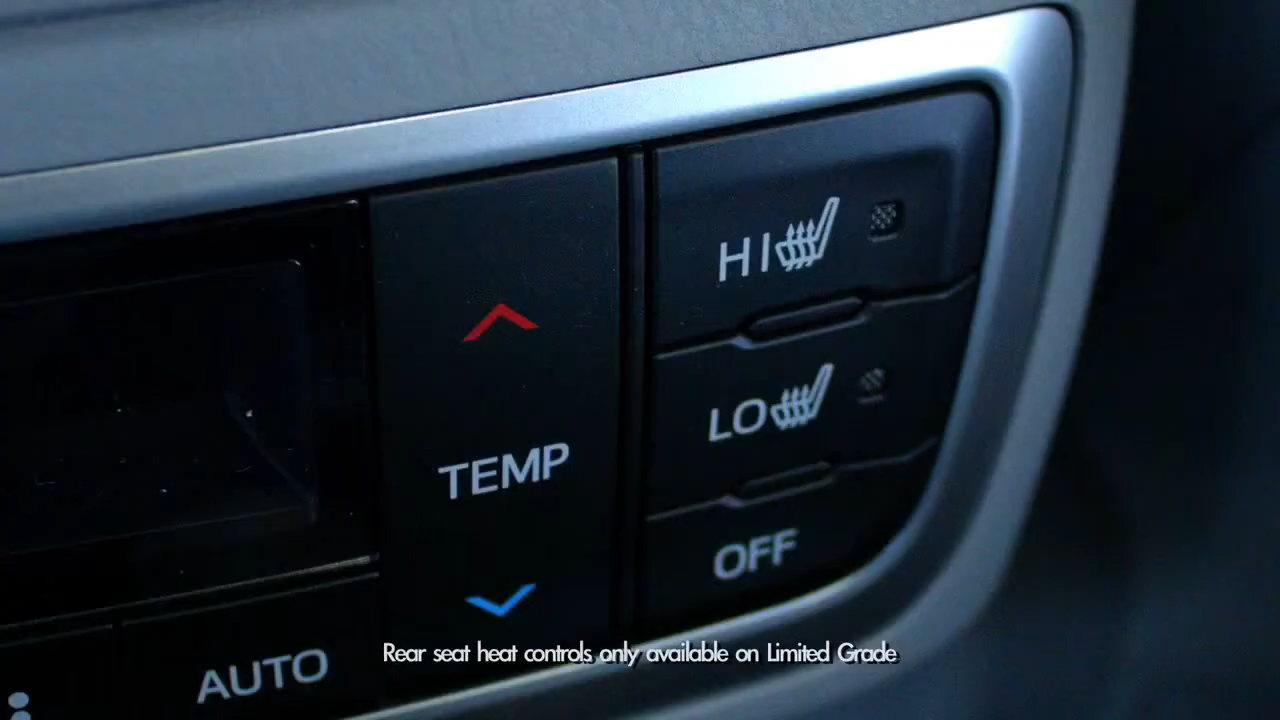 HI
LO
TEMP
OFF
AUTO
Rear seat heat controls only available on Limited Grade